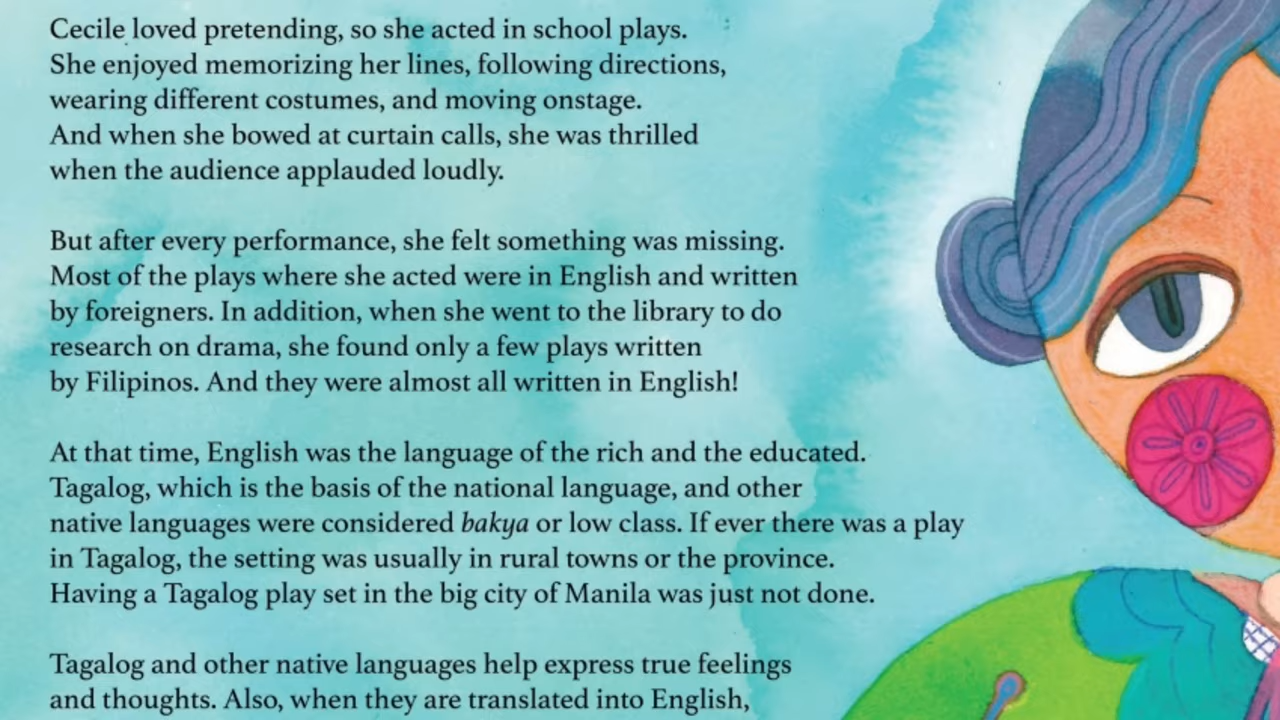 Cecile loved pretending, so she acted in school plays.
She enjoyed memorizing her lines, following directions,
wearing different costumes, and moving onstage.
And when she bowed at curtain calls, she was thrilled
when the audience applauded loudly.
But after every performance, she felt something was missing.
Most of the plays where she acted were in English and written
by foreigners. In addition, when she went to the library to do
research on drama, she found only a few plays written
by Filipinos. And they were almost all written in English!
At that time, English was the language of the rich and the educated.
Tagalog, which is the basis of the national language, and other
native languages were considered bakya or low class. If ever there was a play
in Tagalog, the setting was usually in rural towns or the province.
Having a Tagalog play set in the big city of Manila was just not done.
Tagalog and other native languages help express true feelings
and thoughts. Also, when they are translated into English,